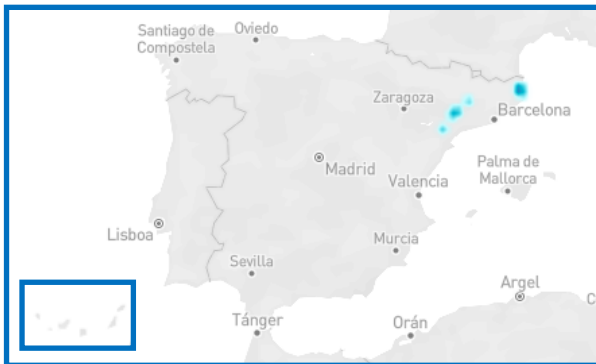 Santiago de
Compostela
Oviedo
Zaragoza
Barcelona
Madrid
Palma de
Mallorca
Valencia
Lisboa
Murcia
Sevilla
Argel
Tánger
Orán
C